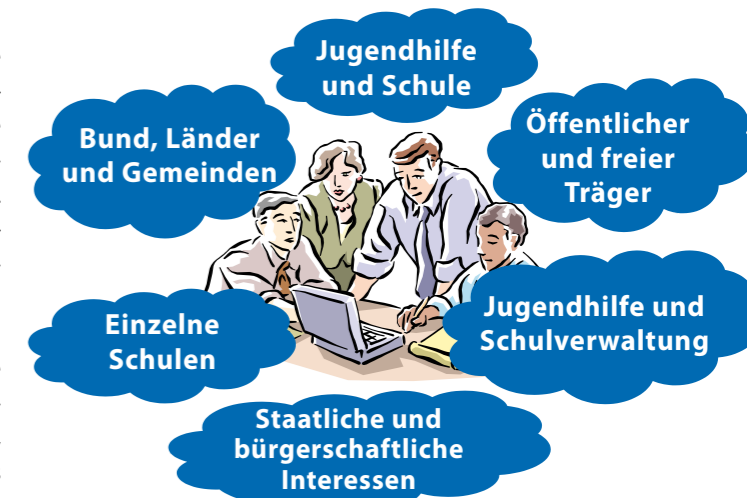 Jugendhilfe
und Schule
Bund, Länder
und Gemeinden
Öffentlicher
und freier
Träger
Einzelne
Schulen
Jugendhilfe und
Schulverwaltung
Staatliche und
bürgerschaftliche
Interessen